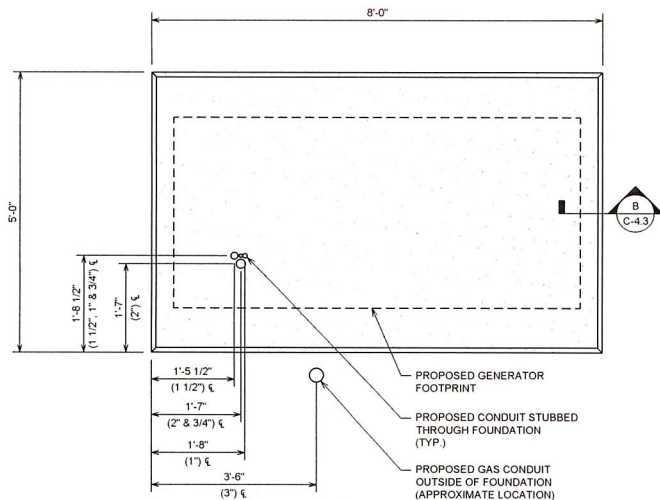 8'-0"
5'-0"
B
C-4.3
1'-8 1/2"
(1 1/2", 1" & 3/4") ℄
1'-7"
(2") ℄
1'-5 1/2"
(1 1/2") ℄
1'-7"
(2" & 3/4") ℄
1'-8"
(1") ℄
3'-6"
(3") ℄
PROPOSED GENERATOR
FOOTPRINT
PROPOSED CONDUIT STUBBED
THROUGH FOUNDATION
(TYP.)
PROPOSED GAS CONDUIT
OUTSIDE OF FOUNDATION
(APPROXIMATE LOCATION)